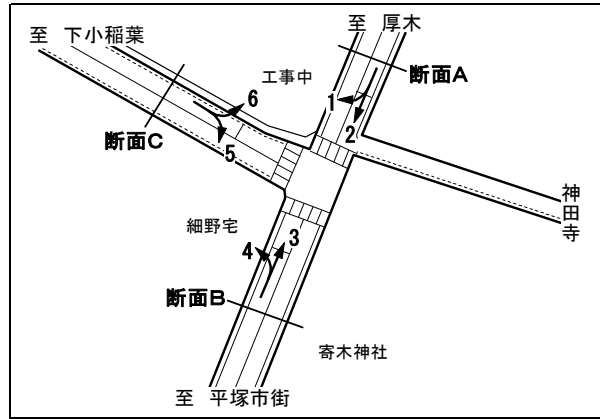 至 厚木
至 下小稲葉
工事中
断面A
1
6
2
断面C
5
神田寺
細野宅
3
4
断面B
寄木神社
至 平塚市街